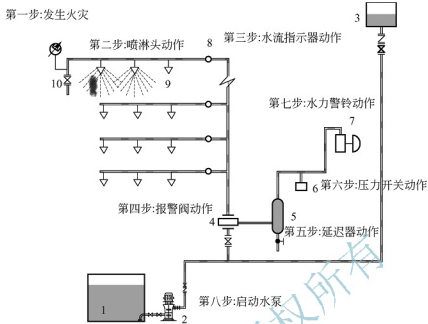 第一步:发生火灾
第二步:喷淋头动作
8
第三步:水流指示器动作
3
10
9
第七步:水力警铃动作
7
6
第六步:压力开关动作
第四步:报警阀动作
4
5
第五步:延迟器动作
1
2
第八步:启动水泵
权所有